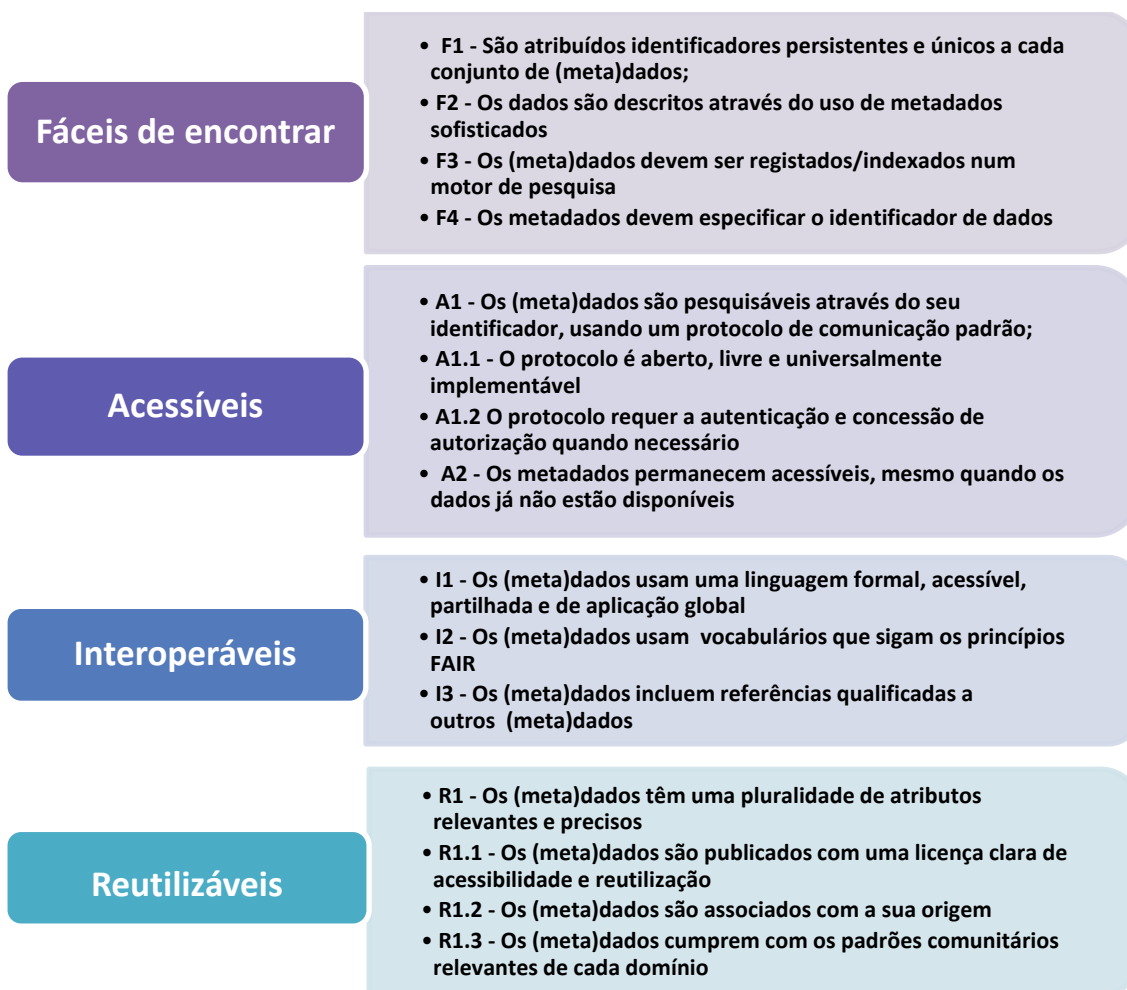 Fáceis de encontrar
• F1 - São atribuídos identificadores persistentes e únicos a cada
conjunto de (meta)dados;
• F2 - Os dados são descritos através do uso de metadados
sofisticados
• F3 - Os (meta)dados devem ser registados/indexados num
motor de pesquisa
• F4 - Os metadados devem especificar o identificador de dados
Acessíveis
• A1 - Os (meta)dados são pesquisáveis através do seu
identificador, usando um protocolo de comunicação padrão;
• A1.1 - O protocolo é aberto, livre e universalmente
implementável
• A1.2 O protocolo requer a autenticação e concessão de
autorização quando necessário
• A2 - Os metadados permanecem acessíveis, mesmo quando os
dados já não estão disponíveis
Interoperáveis
• I1 - Os (meta)dados usam uma linguagem formal, acessível,
partilhada e de aplicação global
• I2 - Os (meta)dados usam vocabulários que sigam os princípios
FAIR
• I3 - Os (meta)dados incluem referências qualificadas a
outros (meta)dados
Reutilizáveis
• R1 - Os (meta)dados têm uma pluralidade de atributos
relevantes e precisos
• R1.1 - Os (meta)dados são publicados com uma licença clara de
acessibilidade e reutilização
• R1.2 - Os (meta)dados são associados com a sua origem
• R1.3 - Os (meta)dados cumprem com os padrões comunitários
relevantes de cada domínio